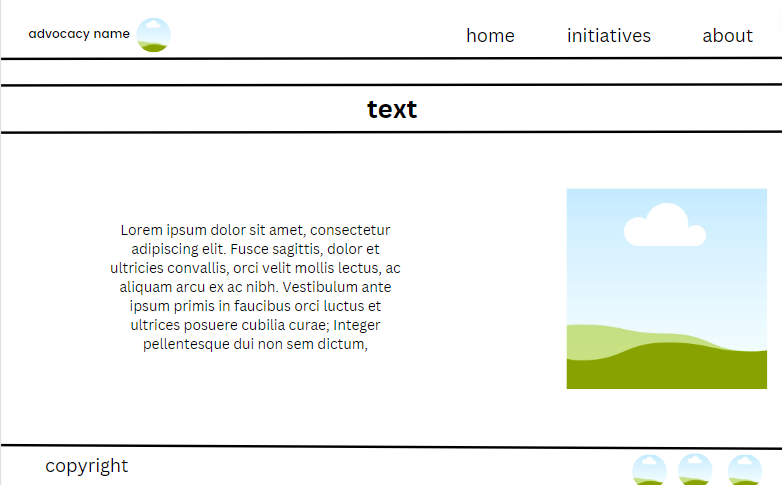 advocacy name
home
initiatives
about
text
Lorem ipsum dolor sit amet, consectetur
adipiscing elit. Fusce sagittis, dolor et
ultricies convallis, orci velit mollis lectus, ac
aliquam arcu ex ac nibh. Vestibulum ante
ipsum primis in faucibus orci luctus et
ultrices posuere cubilia curae; Integer
pellentesque dui non sem dictum,
copyright